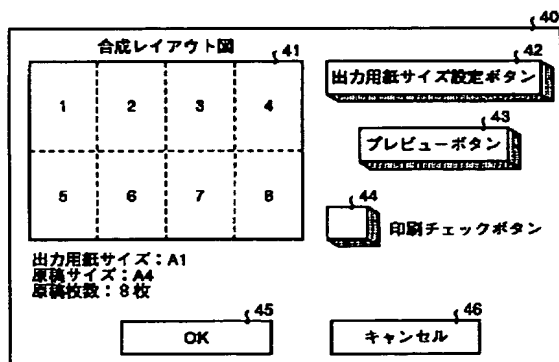 40
合成レイアウト図
41
42
1 2 3 4
出力用紙サイズ設定ボタン
43
プレビューボタン
5 6 7 8
44
印刷チェックボタン
出力用紙サイズ：A1
原稿サイズ：A4
原稿枚数：8枚
45
46
OK
キャンセル